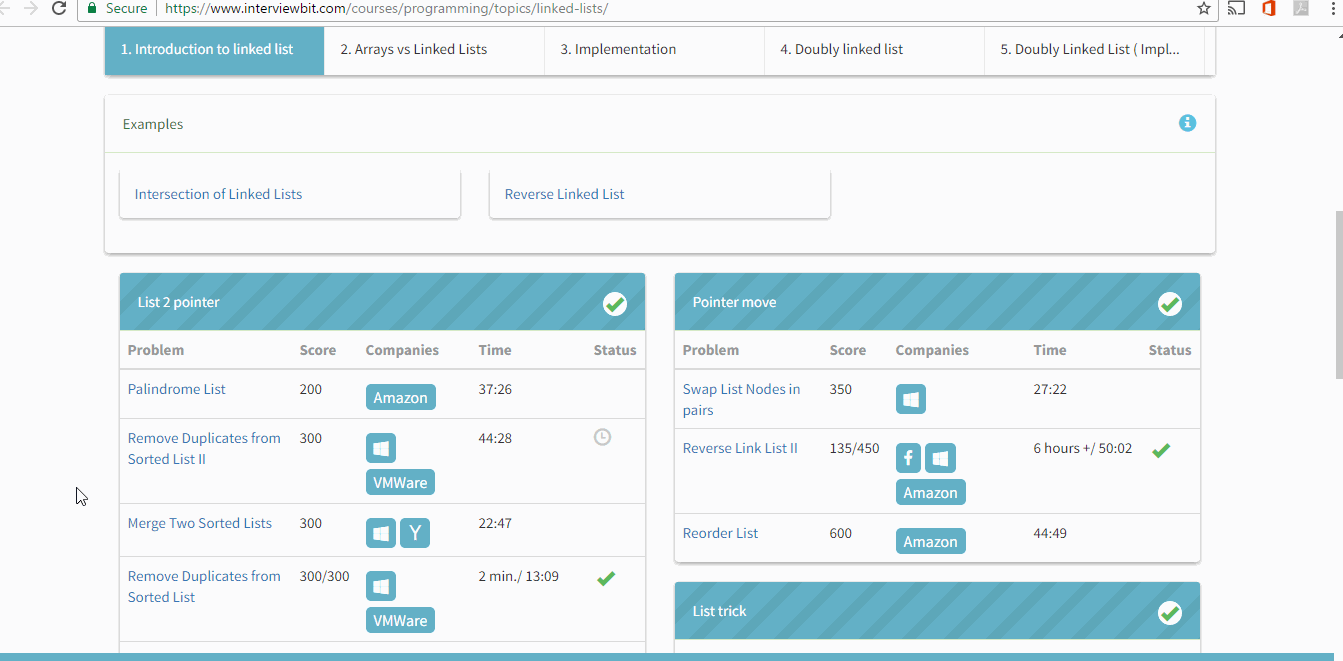 Secure https://www.interviewbit.com/courses/programming/topics/linked-lists/
1. Introduction to linked list 2. Arrays vs Linked Lists 3. Implementation 4. Doubly linked list 5. Doubly Linked List ( Impl...
Examples
Intersection of Linked Lists Reverse Linked List
List 2 pointer
Problem Score Companies Time Status
Palindrome List 200 Amazon 37:26
Remove Duplicates from 300 44:28
Sorted List II
VMWare
Merge Two Sorted Lists 300 Y 22:47
Remove Duplicates from 300/300 2 min./ 13:09
Sorted List
VMWare
Pointer move
Problem Score Companies Time Status
Swap List Nodes in 350 27:22
pairs
Reverse Link List II 135/450 f 6 hours +/ 50:02
Amazon
Reorder List 600 Amazon 44:49
List trick